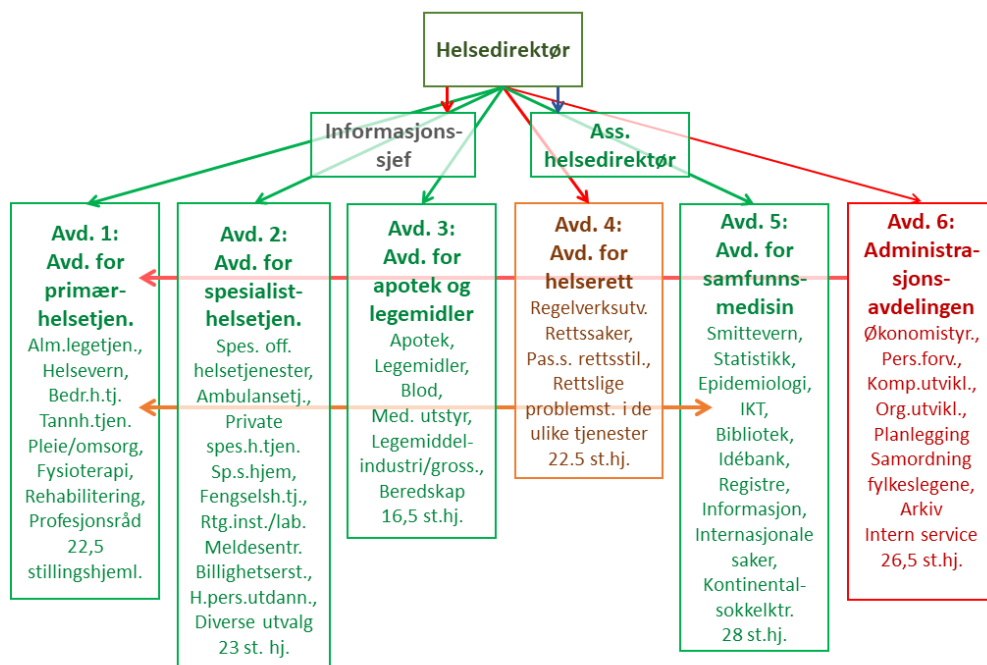 Helsedirektør
Informasjons-
sjef
Ass.
helsedirektør
Avd. 1:
Avd. for
primær-
helsetjen.
Alm.legetjen.,
Helsevern,
Bedr.h.tj.
Tannh.tjen.
Pleie/omsorg,
Fysioterapi,
Rehabilitering,
Profesjonsråd
22,5
stillingshjeml.
Avd. 2:
Avd. for
spesialist-
helsetjen.
Spes. off.
helsetjenester,
Ambulansetj.,
Private
spes.h.tjen.
Sp.s.hjem,
Fengselsh.tj.,
Rtg.inst./lab.
Meldesentr.
Billighetserst.,
H.pers.utdann.,
Diverse utvalg
23 st. hj.
Avd. 3:
Avd. for
apotek og
legemidler
Apotek,
Legemidler,
Blod,
Med. utstyr,
Legemiddel-
industri/gross.,
Beredskap
16,5 st.hj.
Avd. 4:
Avd. for
helserett
Regelverksutv.
Rettssaker,
Pas.s. rettsstil.,
Rettslige
problemst. i de
ulike tjenester
22.5 st.hj.
Avd. 5:
Avd. for
samfunns-
medisin
Smittevern,
Statistikk,
Epidemiologi,
IKT,
Bibliotek,
Idébank,
Registre,
Informasjon,
Internasjonale
saker,
Kontinental-
sokkelktr.
28 st.hj.
Avd. 6:
Administra-
sjons-
avdelingen
Økonomistyr.,
Pers.forv.,
Komp.utvikl.,
Org.utvikl.,
Planlegging
Samordning
fylkeslegene,
Arkiv
Intern service
26,5 st.hj.